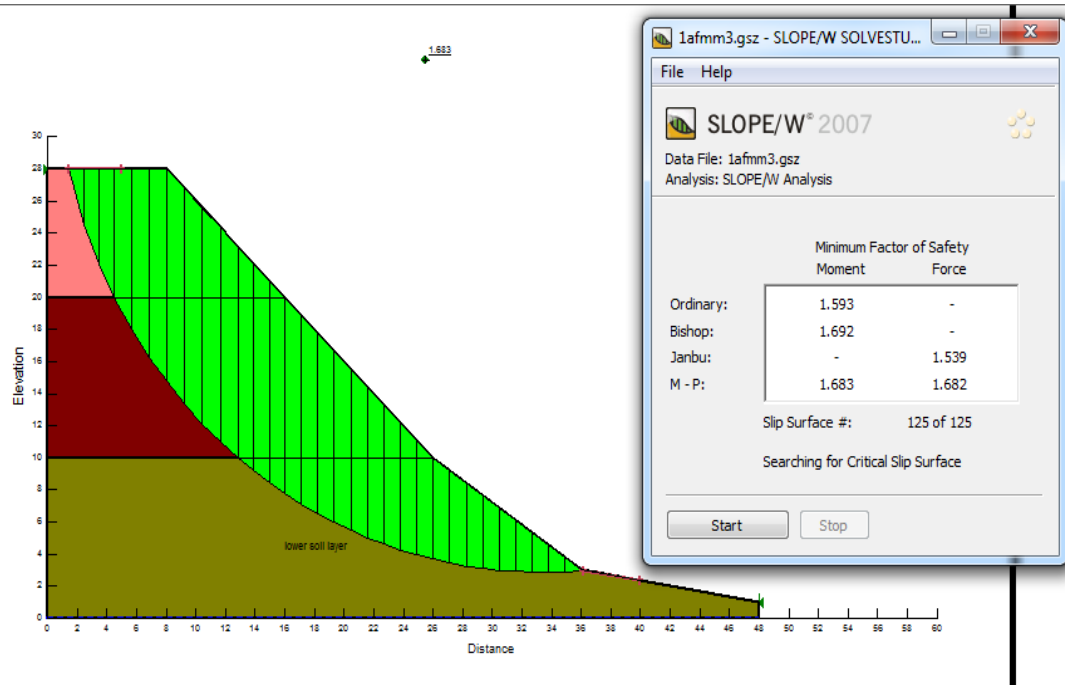 1.683
30
28
26
24
22
20
18
16
14
12
10
8
6
4
2
0
Elevation
lower soil layer
0 2 4 6 8 10 12 14 16 18 20 22 24 26 28 30 32 34 36 38 40 42 44 46 48 50 52 54 56 58 60
Distance
1afmm3.gsz - SLOPE/W SOLVESTU...
File Help
SLOPE/W® 2007
Data File: 1afmm3.gsz
Analysis: SLOPE/W Analysis
Minimum Factor of Safety
Moment Force
Ordinary: 1.593 -
Bishop: 1.692 -
Janbu: - 1.539
M - P: 1.683 1.682
Slip Surface #: 125 of 125
Searching for Critical Slip Surface
Start Stop